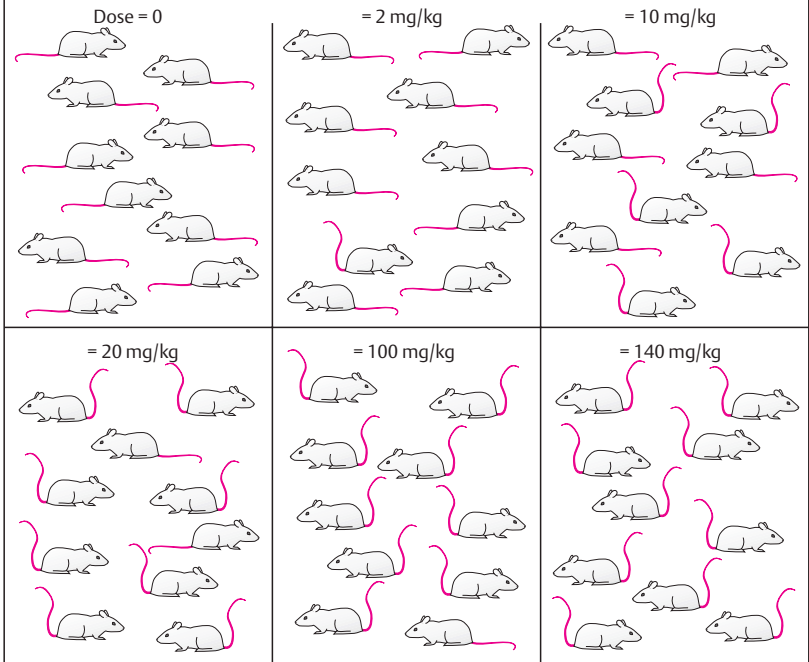 Dose = 0
= 2 mg/kg
= 10 mg/kg
= 20 mg/kg
= 100 mg/kg
= 140 mg/kg